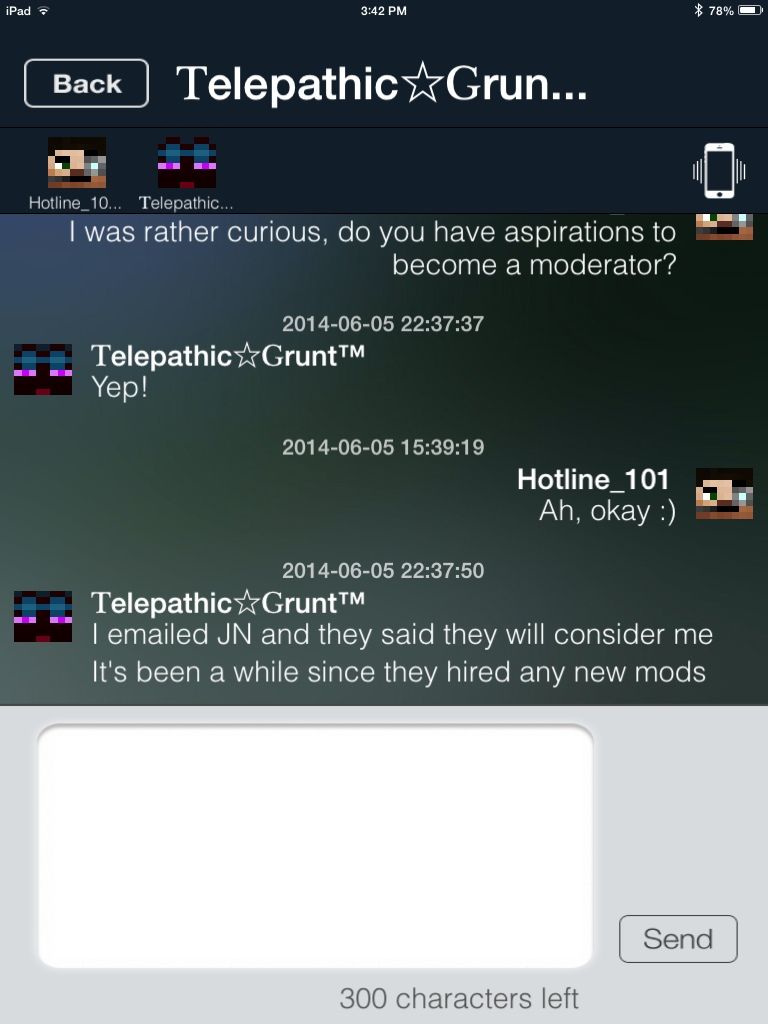 iPad
3:42 PM
78%
Back
Telepathic☆Grun...
Hotline_10...
Telepathic...
I was rather curious, do you have aspirations to
become a moderator?
2014-06-05 22:37:37
Telepathic☆Grunt™
Yep!
2014-06-05 15:39:19
Hotline_101
Ah, okay :)
2014-06-05 22:37:50
Telepathic☆Grunt™
I emailed JN and they said they will consider me
It's been a while since they hired any new mods
Send
300 characters left